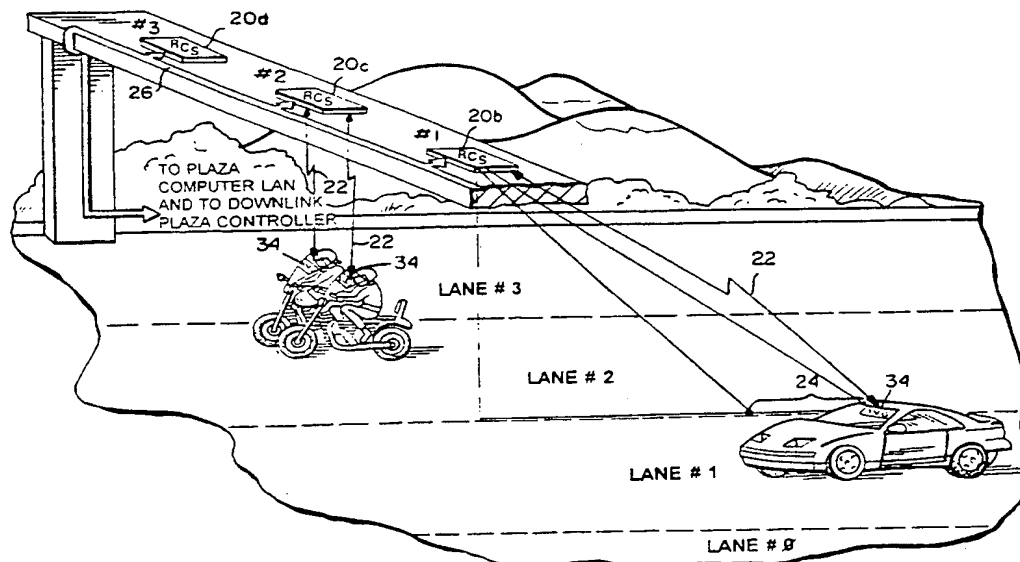 #3
20d
RCS
#2
20c
RCS
26
#1
20b
RCS
TO PLAZA
COMPUTER LAN
AND TO DOWNLINK
PLAZA CONTROLLER
22
22
34
34
22
LANE # 3
LANE # 2
24
34
LANE # 1
LANE # 0